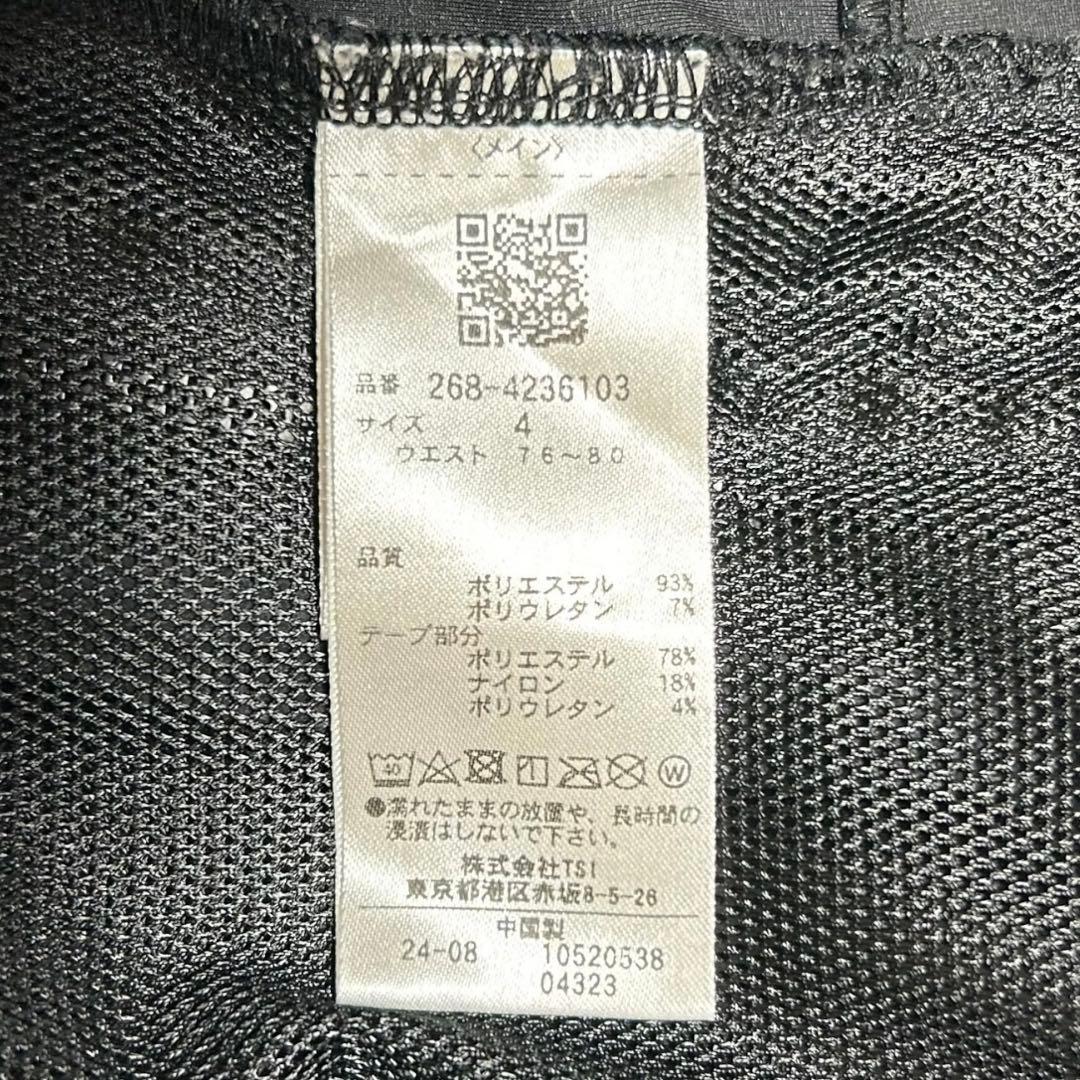 〈メイン〉
品番 268-4236103
サイズ 4
ウエスト 76～80
品質
ポリエステル 93%
ポリウレタン 7%
テープ部分
ポリエステル 78%
ナイロン 18%
ポリウレタン 4%
40 W
濡れたままの放置や、長時間の
浸漬はしないで下さい。
株式会社TSI
東京都港区赤坂8-5-26
中国製
24-08 10520538
04323